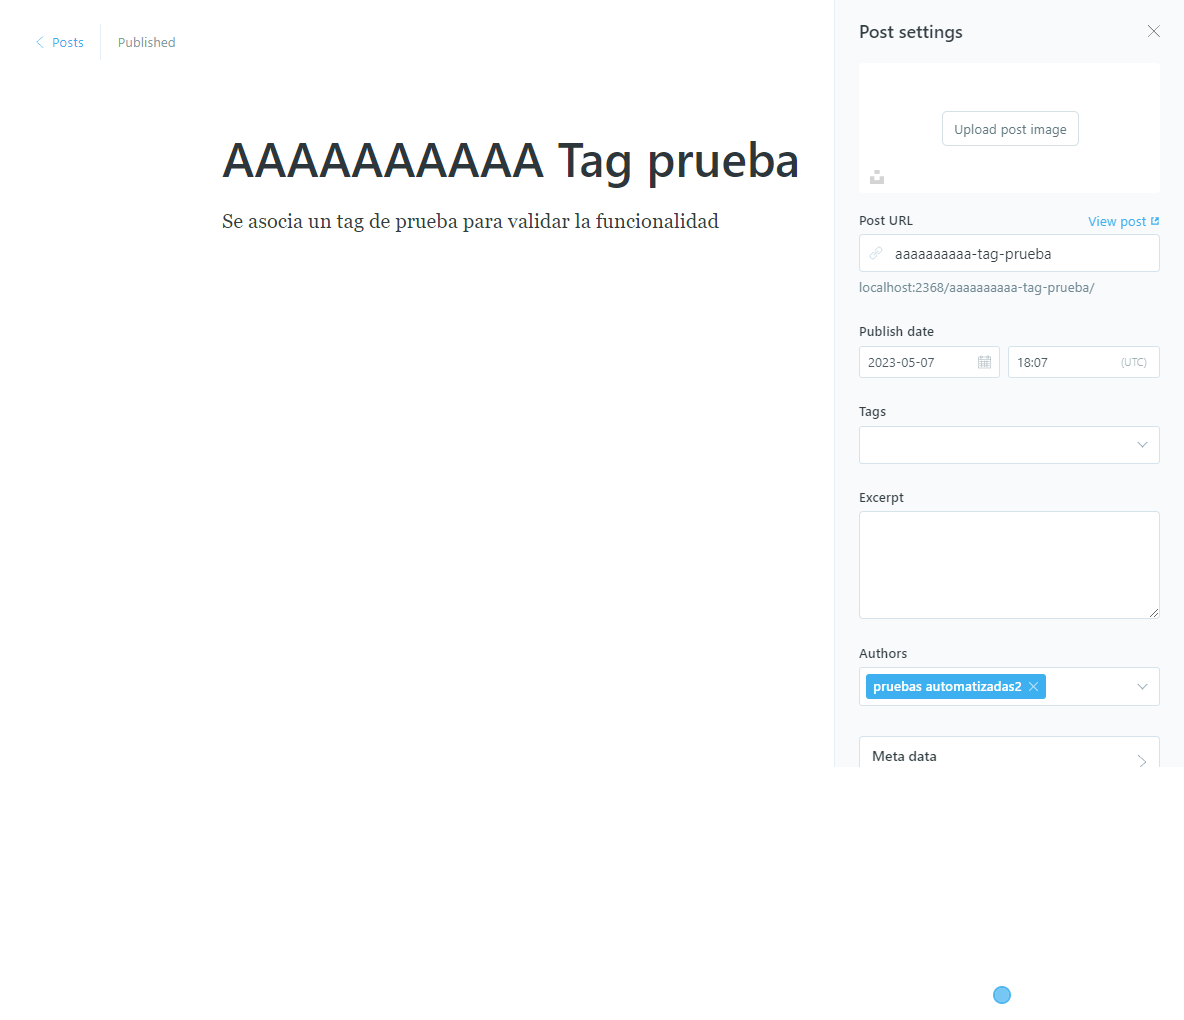 Posts
Published
AAAAAAAAAA Tag prueba
Se asocia un tag de prueba para validar la funcionalidad
Post settings
Upload post image
Post URL
View post
aaaaaaaaaa-tag-prueba
localhost:2368/aaaaaaaaaa-tag-prueba/
Publish date
2023-05-07
18:07 (UTC)
Tags
Excerpt
Authors
pruebas automatizadas2
Meta data